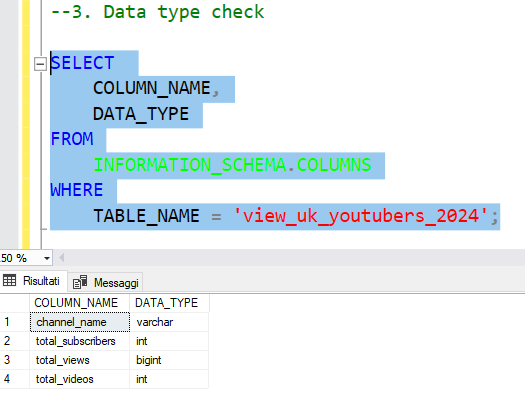 --3. Data type check
SELECT
COLUMN_NAME,
DATA_TYPE
FROM
INFORMATION_SCHEMA.COLUMNS
WHERE
TABLE_NAME = 'view_uk_youtubers_2024';
50 %
Risultati Messaggi
COLUMN_NAME DATA_TYPE
1 channel_name varchar
2 total_subscribers int
3 total_views bigint
4 total_videos int